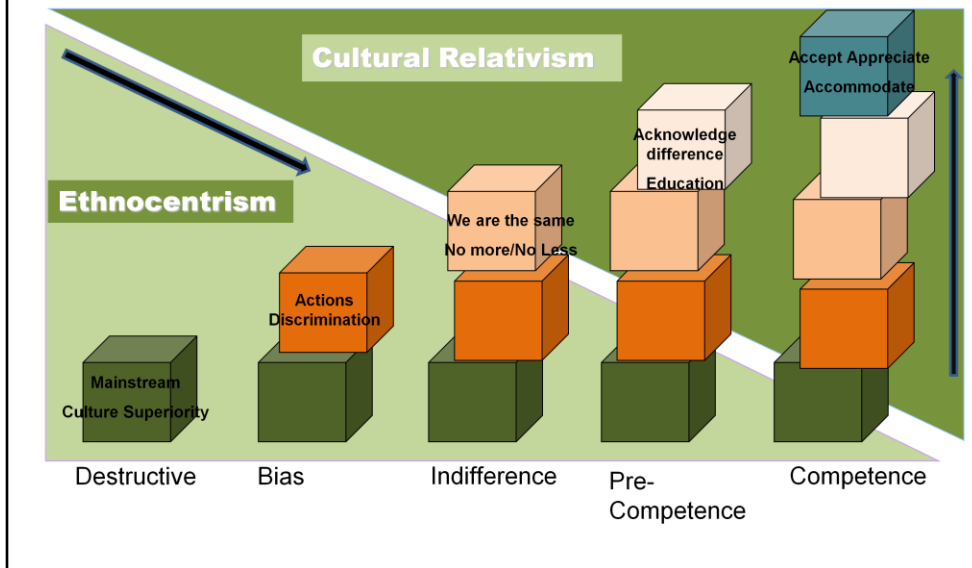 Cultural Relativism
Ethnocentrism
Accept Appreciate
Accommodate
Acknowledge
difference
Education
We are the same
No more/No Less
Actions
Discrimination
Mainstream
Culture Superiority
Destructive
Bias
Indifference
Pre-
Competence
Competence